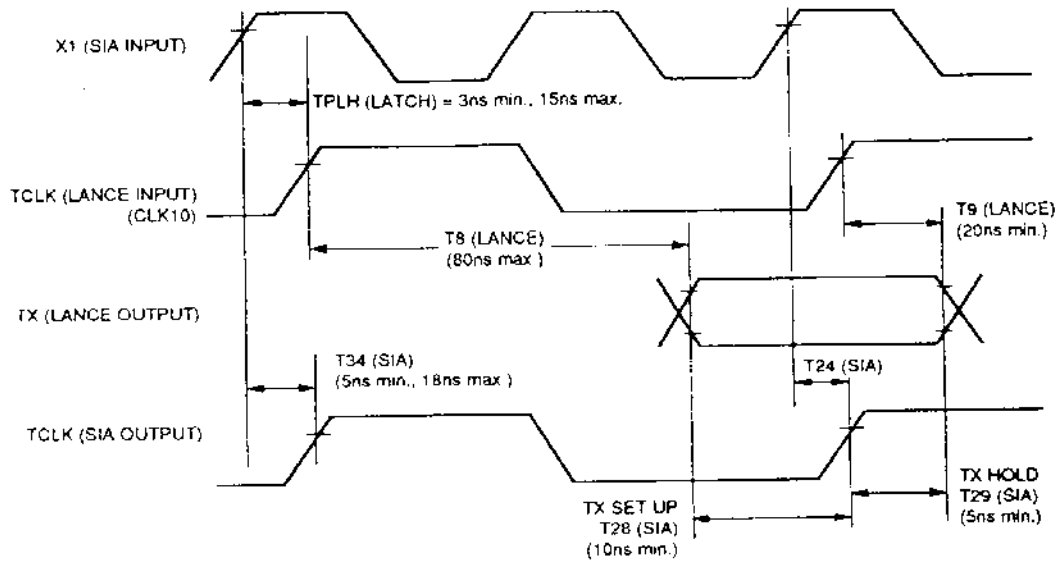 X1 (SIA INPUT)
TPLH (LATCH) = 3ns min., 15ns max.
TCLK (LANCE INPUT)
(CLK10)
T9 (LANCE)
(20ns min.)
T8 (LANCE)
(80ns max )
TX (LANCE OUTPUT)
T34 (SIA)
(5ns min., 18ns max )
T24 (SIA)
TCLK (SIA OUTPUT)
TX SET UP
T28 (SIA)
(10ns min.)
TX HOLD
T29 (SIA)
(5ns min.)